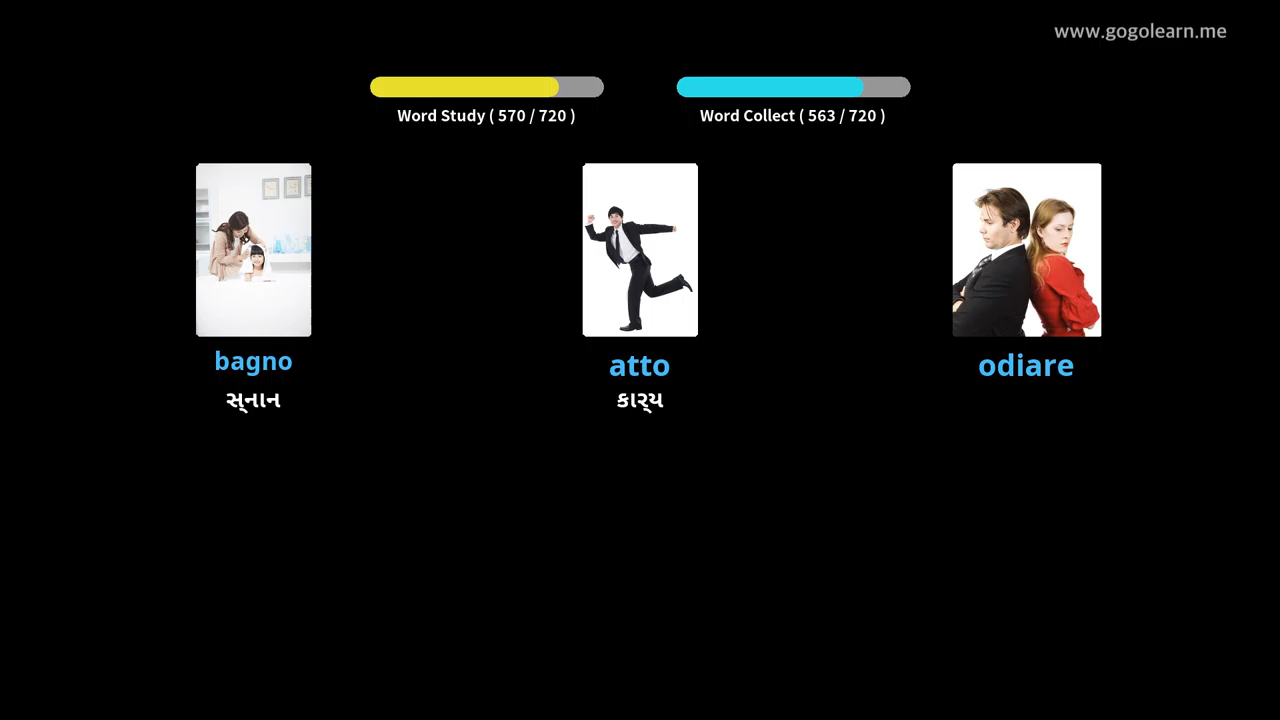 www.gogolearn.me
Word Study ( 570 / 720 )
Word Collect ( 563 / 720 )
bagno
atto
odiare
સ્નાન
કાર્ય